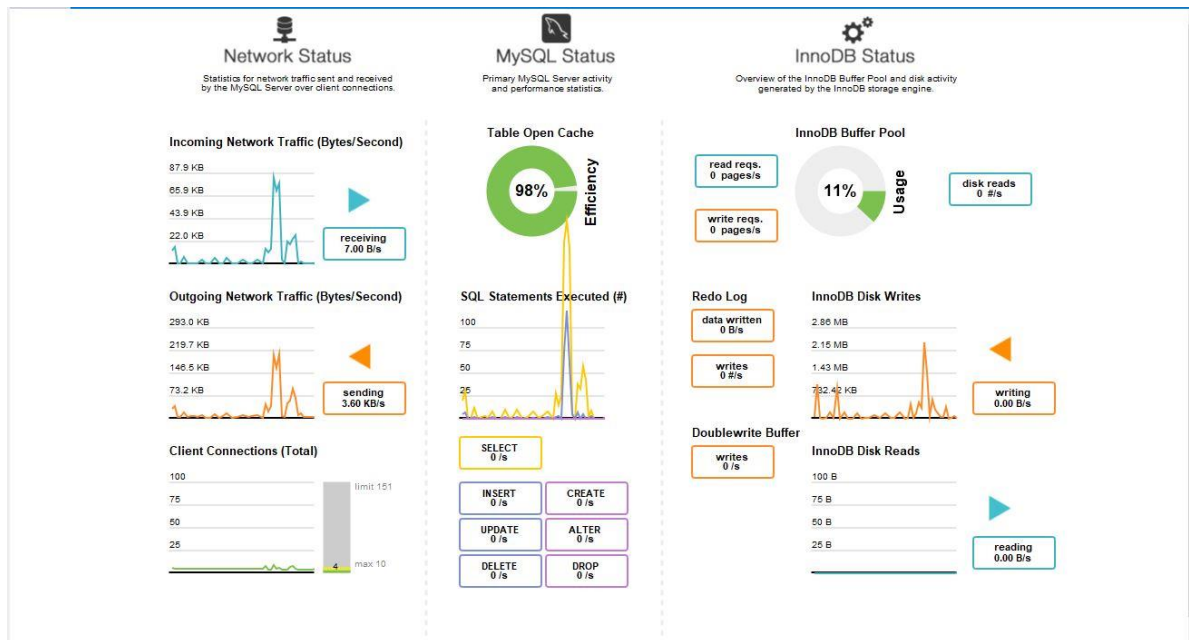 Network Status
Statistics for network traffic sent and received
by the MySQL Server over client connections.
Incoming Network Traffic (Bytes/Second)
87.9 KB
65.9 KB
43.9 KB
22.0 KB
receiving
7.00 B/s
Outgoing Network Traffic (Bytes/Second)
293.0 KB
219.7 KB
146.5 KB
73.2 KB
sending
3.60 KB/s
Client Connections (Total)
100
75
50
25
limit 151
4
max 10
MySQL Status
Primary MySQL Server activity
and performance statistics.
Table Open Cache
98%
Efficiency
SQL Statements Executed (#)
100
75
50
25
SELECT
0 /s
INSERT
0 /s
CREATE
0 /s
UPDATE
0 /s
ALTER
0 /s
DELETE
0 /s
DROP
0 /s
InnoDB Status
Overview of the InnoDB Buffer Pool and disk activity
generated by the InnoDB storage engine.
InnoDB Buffer Pool
read reqs.
0 pages/s
write reqs.
0 pages/s
11%
Usage
disk reads
0 #/s
Redo Log
data written
0 B/s
writes
0 #/s
Doublewrite Buffer
writes
0 /s
InnoDB Disk Writes
2.86 MB
2.15 MB
1.43 MB
732.42 KB
writing
0.00 B/s
InnoDB Disk Reads
100 B
75 B
50 B
25 B
reading
0.00 B/s